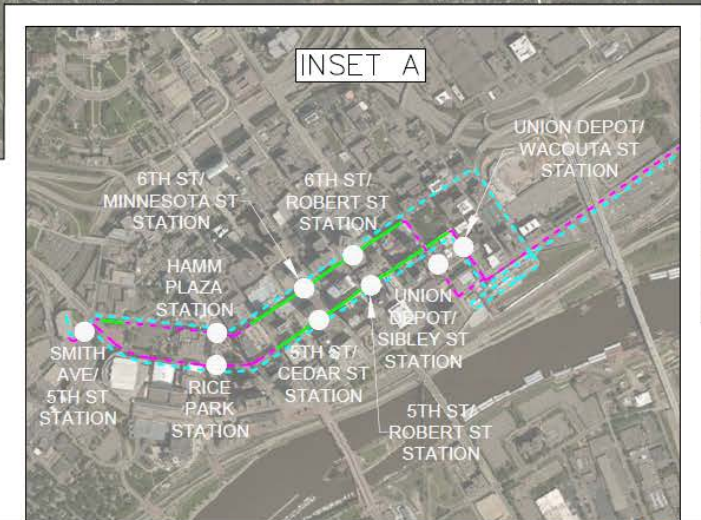 INSET A
UNION DEPOT/
WACOUTA ST
STATION
6TH ST/
MINNESOTA ST
STATION
6TH ST/
ROBERT ST
STATION
HAMM
PLAZA
STATION
SMITH
AVE/
5TH ST
STATION
RICE
PARK
STATION
5TH ST/
CEDAR ST
STATION
UNION
DEPOT/
SIBLEY ST
STATION
5TH ST/
ROBERT ST
STATION